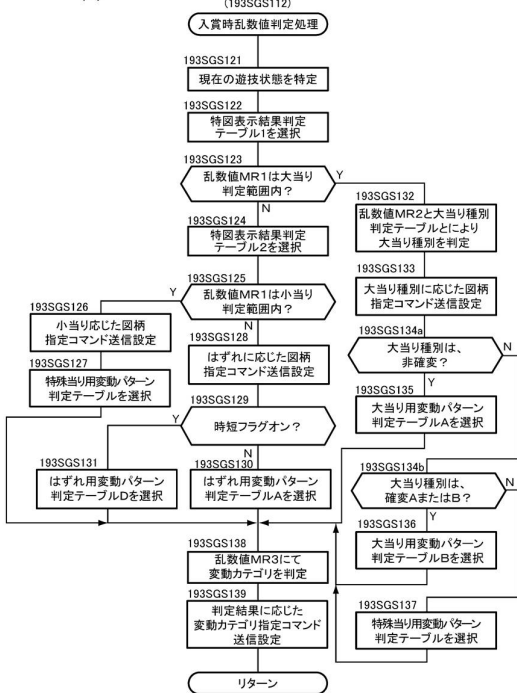 (193SGS112)
入賞時乱数値判定処理
193SGS121
現在の遊技状態を特定
193SGS122
特図表示結果判定
テーブル1を選択
193SGS123
乱数値MR1は大当り
判定範囲内?
Y
N
193SGS124
特図表示結果判定
テーブル2を選択
193SGS125
乱数値MR1は小当り
判定範囲内?
Y
N
193SGS126
小当り応じた図柄
指定コマンド送信設定
193SGS127
特殊当り用変動パターン
判定テーブルを選択
193SGS128
はずれに応じた図柄
指定コマンド送信設定
193SGS129
時短フラグオン?
Y
N
193SGS131
はずれ用変動パターン
判定テーブルDを選択
193SGS130
はずれ用変動パターン
判定テーブルAを選択
193SGS132
乱数値MR2と大当り種別
判定テーブルとにより
大当り種別を判定
193SGS133
大当り種別に応じた図柄
指定コマンド送信設定
193SGS134a
大当り種別は、
非確変?
N
Y
193SGS135
大当り用変動パターン
判定テーブルAを選択
193SGS134b
大当り種別は、
確変AまたはB?
N
Y
193SGS136
大当り用変動パターン
判定テーブルBを選択
193SGS137
特殊当り用変動パターン
判定テーブルを選択
193SGS138
乱数値MR3にて
変動カテゴリを判定
193SGS139
判定結果に応じた
変動カテゴリ指定コマンド
送信設定
リターン